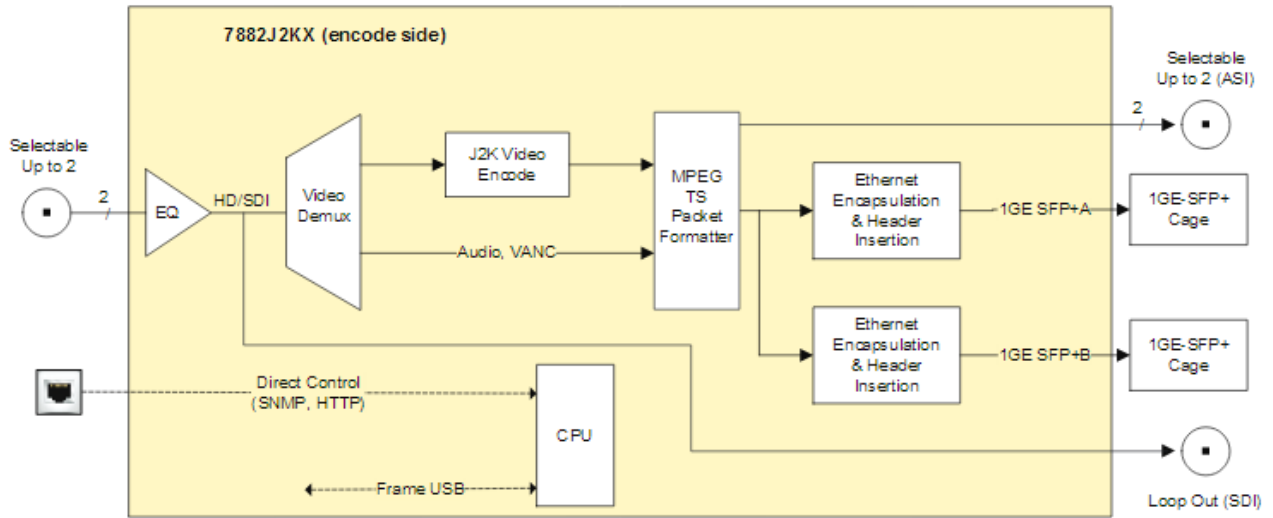 7882J2KX (encode side)
Selectable
Up to 2 (ASI)
2
Selectable
Up to 2
2
EQ
HD/SDI
Video
Demux
J2K Video
Encode
Audio, VANC
MPEG
TS
Packet
Formatter
Ethernet
Encapsulation
& Header
Insertion
1GE SFP+A
1GE-SFP+
Cage
Ethernet
Encapsulation
& Header
Insertion
1GE SFP+B
1GE-SFP+
Cage
Direct Control
(SNMP, HTTP)
CPU
Frame USB
Loop Out (SDI)